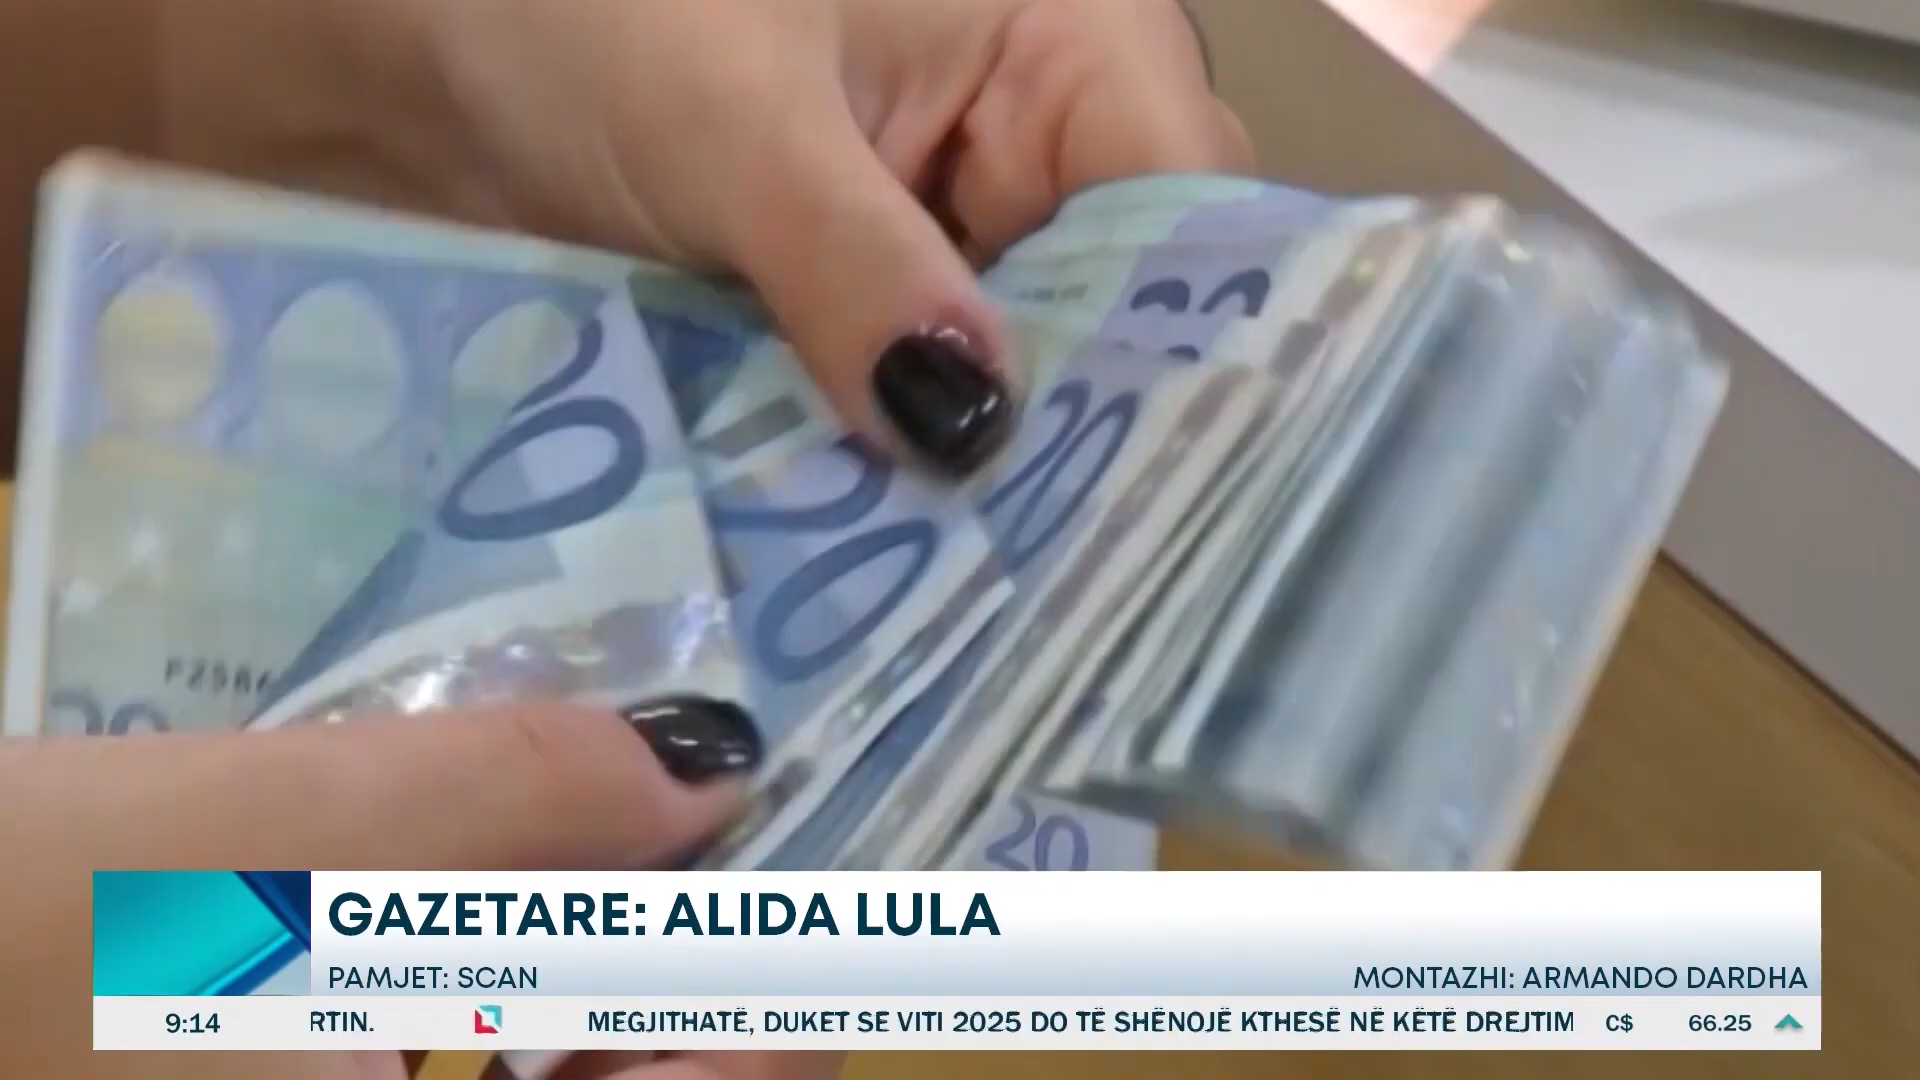 20
20
20
GAZETARE: ALIDA LULA
PAMJET: SCAN
MONTAZHI: ARMANDO DARDHA
9:14
RTIN.
MEGJITHATË, DUKET SE VITI 2025 DO TË SHËNOJË KTHESË NË KËTË DREJTIM
C$
66.25